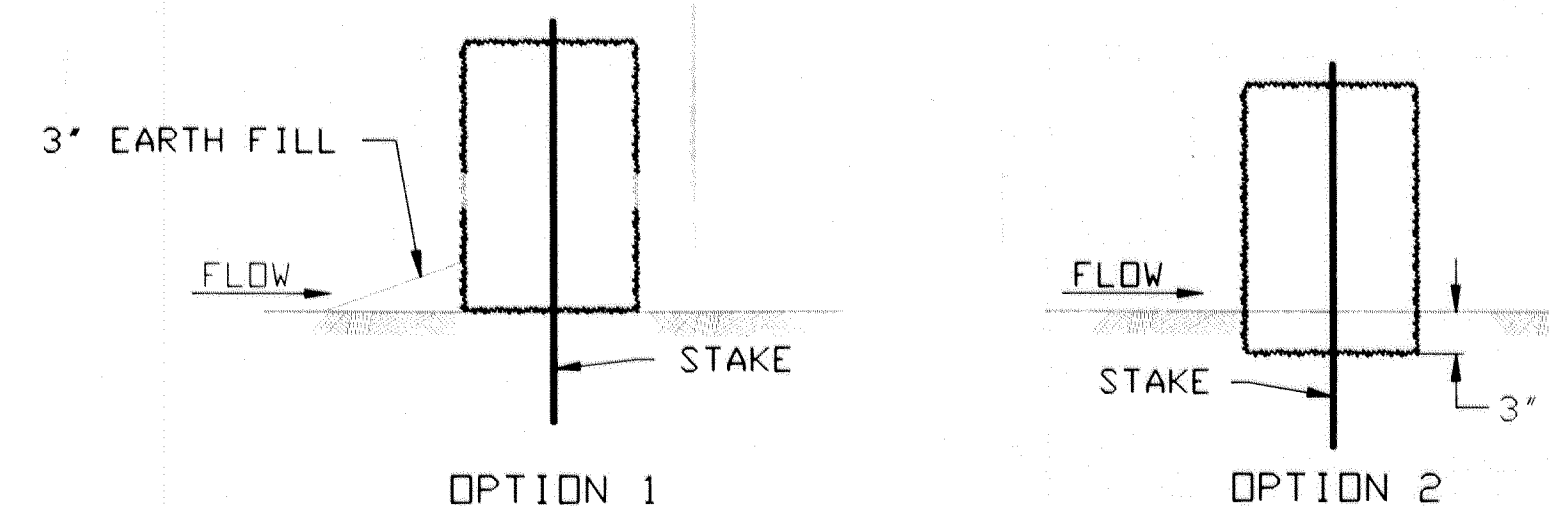 3" EARTH FILL
FLOW
STAKE
OPTION 1
FLOW
STAKE
3"
OPTION 2